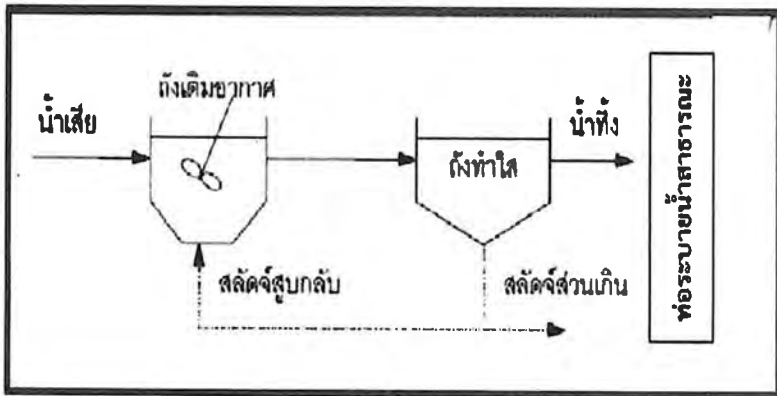 ถังเติมอากาศ
น้ำเสีย
น้ำทิ้ง
ถังทำใส
ท่อระบายน้ำสาธารณะ
สลัดจ์สูบกลับ
สลัดจ์ส่วนเกิน